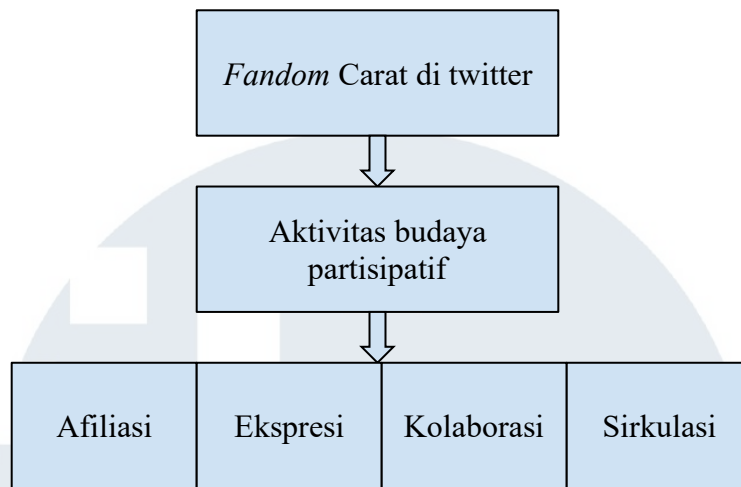 Fandom Carat di twitter
Aktivitas budaya
partisipatif
Afiliasi
Ekspresi
Kolaborasi
Sirkulasi